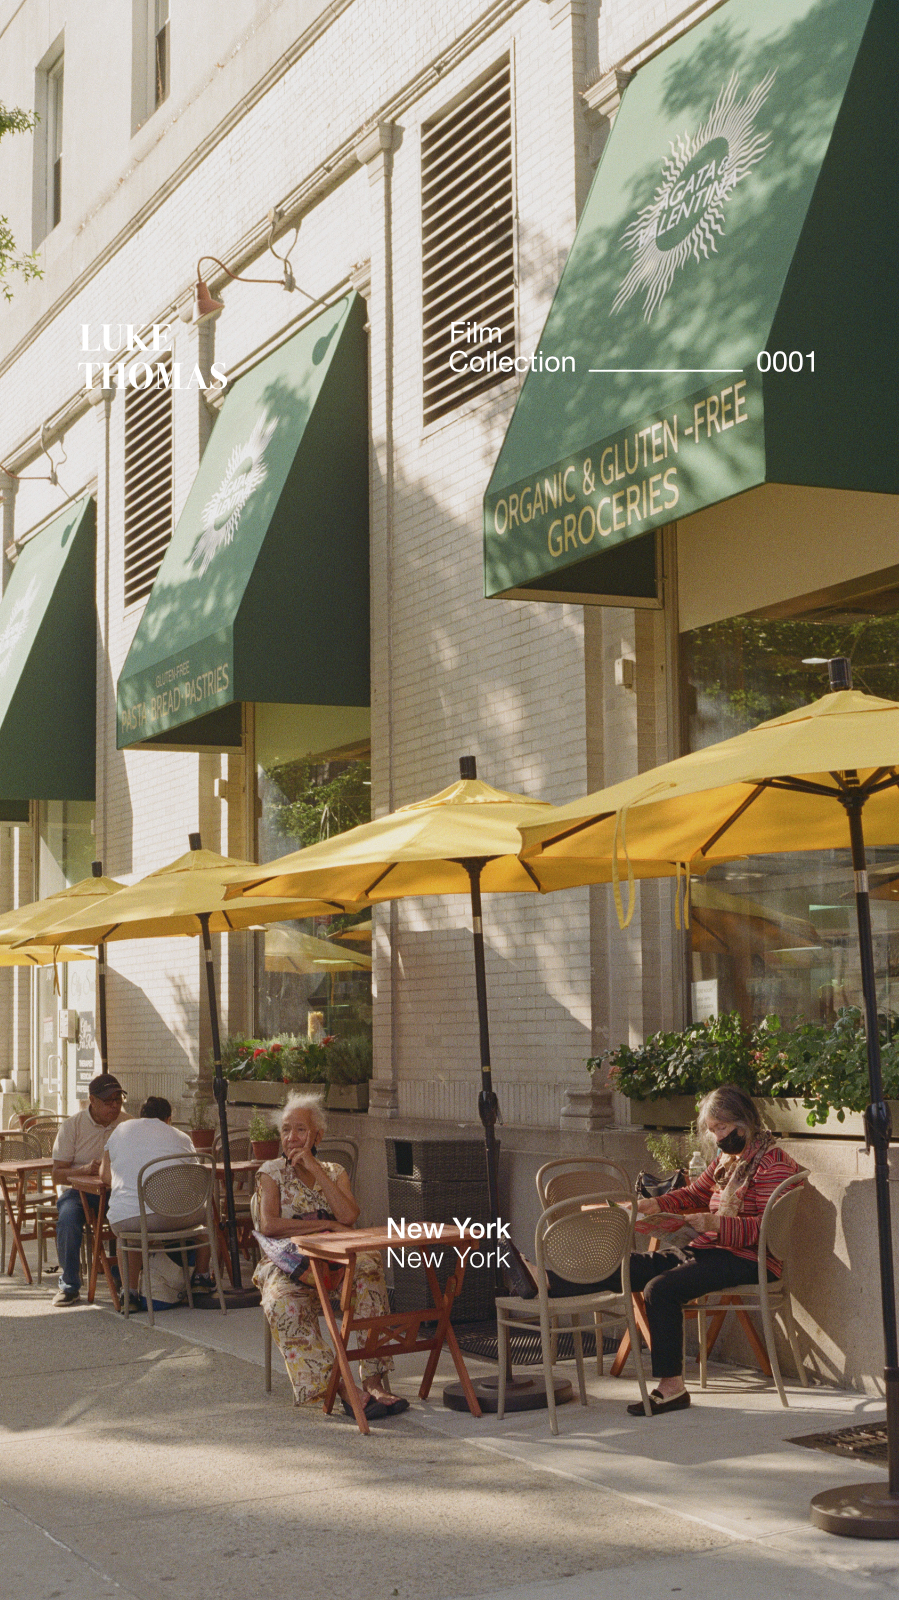 AGATA &
VALENTINA
LUKE
THOMAS
Film
Collection 0001
ORGANIC & GLUTEN-FREE
GROCERIES
GLUTEN-FREE
PASTA-BREAD-PASTRIES
New York
New York